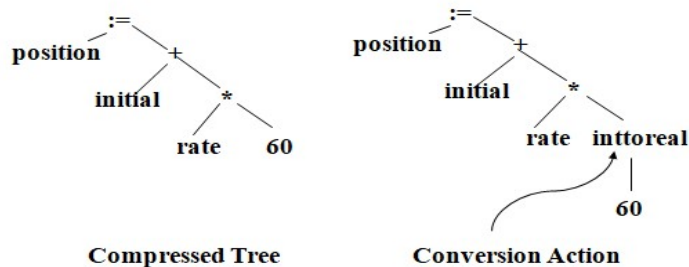 := :=
position + position +
initial * initial *
rate 60 rate inttoreal
60
Compressed Tree Conversion Action